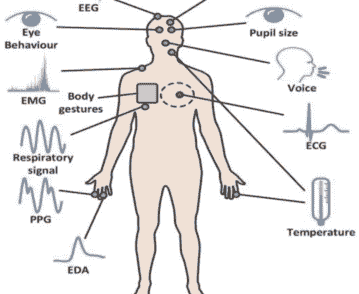 EEG
Eye
Behaviour
Pupil size
EMG
Body
gestures
Voice
Respiratory
signal
ECG
PPG
Temperature
EDA